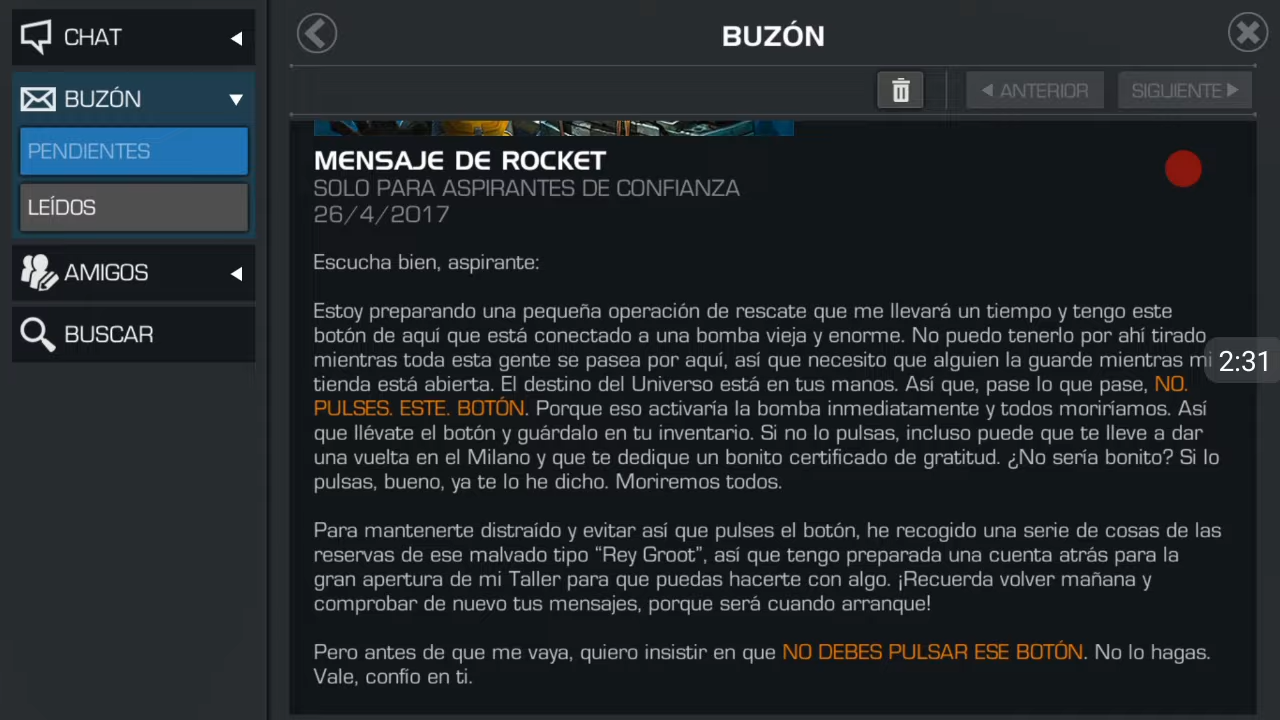 CHAT
BUZÓN
PENDIENTES
LEÍDOS
AMIGOS
BUSCAR
BUZÓN
ANTERIOR
SIGUIENTE
MENSAJE DE ROCKET
SOLO PARA ASPIRANTES DE CONFIANZA
26/4/2017
Escucha bien, aspirante:
Estoy preparando una pequeña operación de rescate que me llevará un tiempo y tengo este
botón de aquí que está conectado a una bomba vieja y enorme. No puedo tenerlo por ahí tirado
mientras toda esta gente se pasea por aquí, así que necesito que alguien la guarde mientras mi
tienda está abierta. El destino del Universo está en tus manos. Así que, pase lo que pase, NO.
PULSES. ESTE. BOTÓN. Porque eso activaría la bomba inmediatamente y todos moriríamos. Así
que llévate el botón y guárdalo en tu inventario. Si no lo pulsas, incluso puede que te lleve a dar
una vuelta en el Milano y que te dedique un bonito certificado de gratitud. ¿No sería bonito? Si lo
pulsas, bueno, ya te lo he dicho. Moriremos todos.
Para mantenerte distraído y evitar así que pulses el botón, he recogido una serie de cosas de las
reservas de ese malvado tipo “Rey Groot”, así que tengo preparada una cuenta atrás para la
gran apertura de mi Taller para que puedas hacerte con algo. ¡Recuerda volver mañana y
comprobar de nuevo tus mensajes, porque será cuando arranque!
Pero antes de que me vaya, quiero insistir en que NO DEBES PULSAR ESE BOTÓN. No lo hagas.
Vale, confío en ti.
2:31